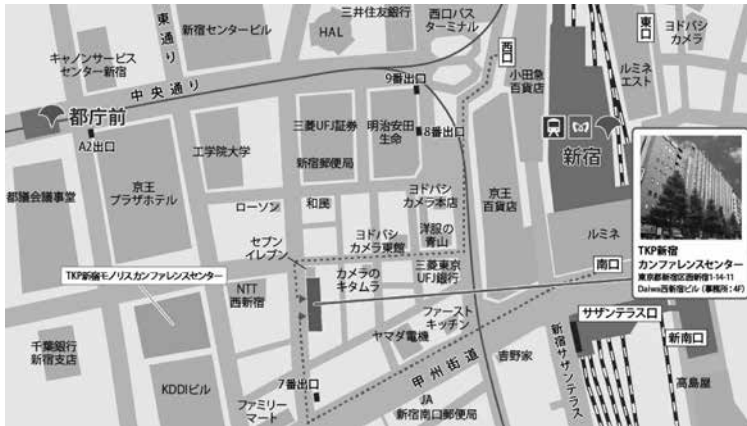 東通り
新宿センタービル
HAL
三井住友銀行
西口バス
ターミナル
西口
東口
ヨドバシ
カメラ
キャノンサービス
センター新宿
中央通り
9番出口
小田急
百貨店
ルミネ
エスト
都庁前
A2出口
工学院大学
三菱UFJ証券
新宿郵便局
明治安田
生命
8番出口
新宿
都議会議事堂
京王
プラザホテル
ローソン
和民
ヨドバシ
カメラ本店
京王
百貨店
セブン
イレブン
ヨドバシ
カメラ東館
洋服の
青山
ルミネ
TKP新宿
カンファレンスセンター
東京都新宿区西新宿1-14-11
Daiwa西新宿ビル（事務所：4F）
TKP新宿モノリスカンファレンスセンター
NTT
西新宿
カメラの
キタムラ
三菱東京
UFJ銀行
南口
千葉銀行
新宿支店
ファースト
キッチン
ヤマダ電機
サザンテラス口
新南口
KDDIビル
7番出口
甲州街道
吉野家
新宿サザンテラス
高島屋
ファミリー
マート
JA
新宿南口郵便局